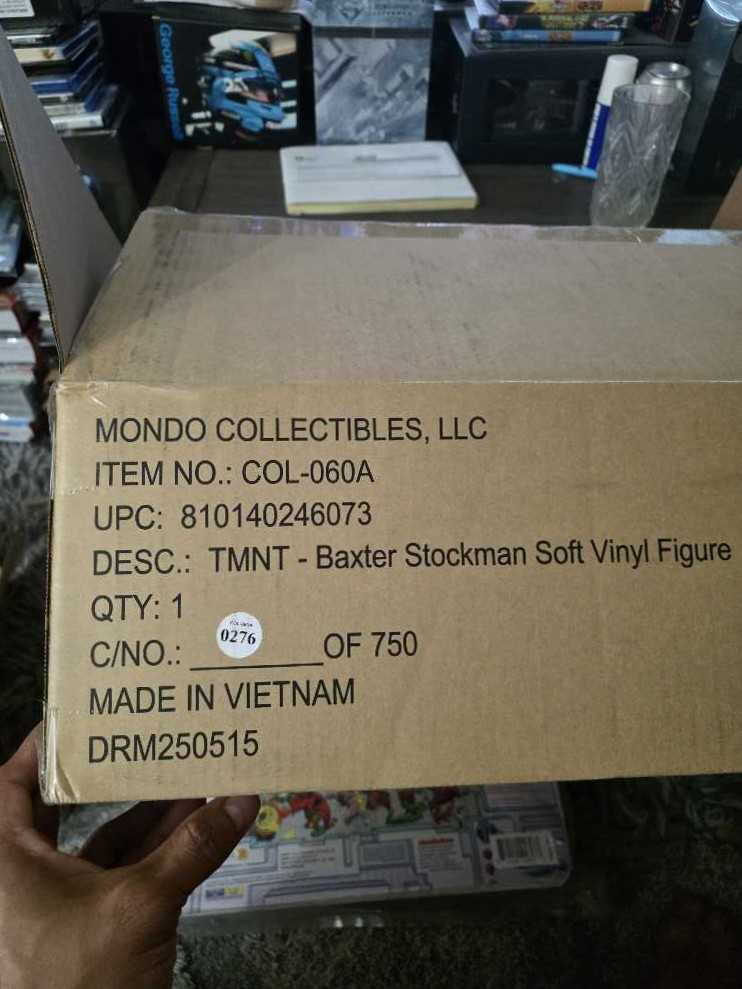 George Russell
MONDO COLLECTIBLES, LLC
ITEM NO.: COL-060A
UPC: 810140246073
DESC.: TMNT - Baxter Stockman Soft Vinyl Figure
QTY: 1
C/NO.: 0276 OF 750
MADE IN VIETNAM
DRM250515
nickelodeon